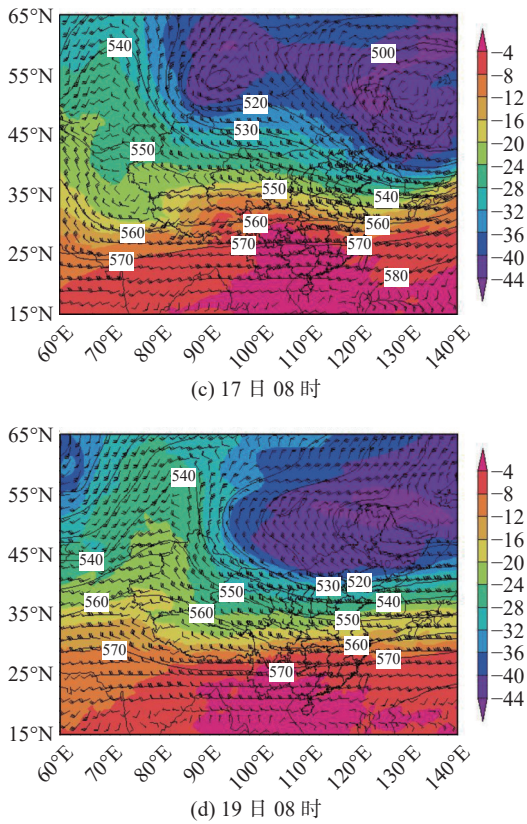 65°N
55°N
45°N
35°N
25°N
15°N
540
500
520
530
550
550
540
560
560
560
570
570
570
580
60°E
70°E
80°E
90°E
100°E
110°E
120°E
130°E
140°E
−4
−8
−12
−16
−20
−24
−28
−32
−36
−40
−44
(c) 17 日 08 时
65°N
55°N
45°N
35°N
25°N
15°N
540
540
530
520
550
540
560
560
550
560
570
570
570
60°E
70°E
80°E
90°E
100°E
110°E
120°E
130°E
140°E
−4
−8
−12
−16
−20
−24
−28
−32
−36
−40
−44
(d) 19 日 08 时